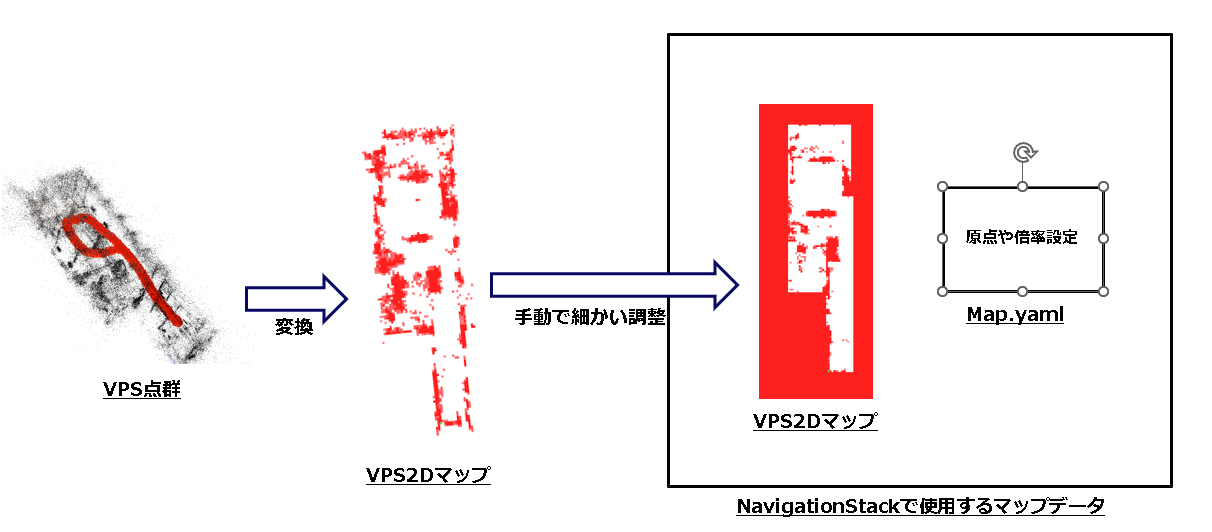 VPS点群
変換
VPS2Dマップ
手動で細かい調整
VPS2Dマップ
原点や倍率設定
Map.yaml
NavigationStackで使用するマップデータ